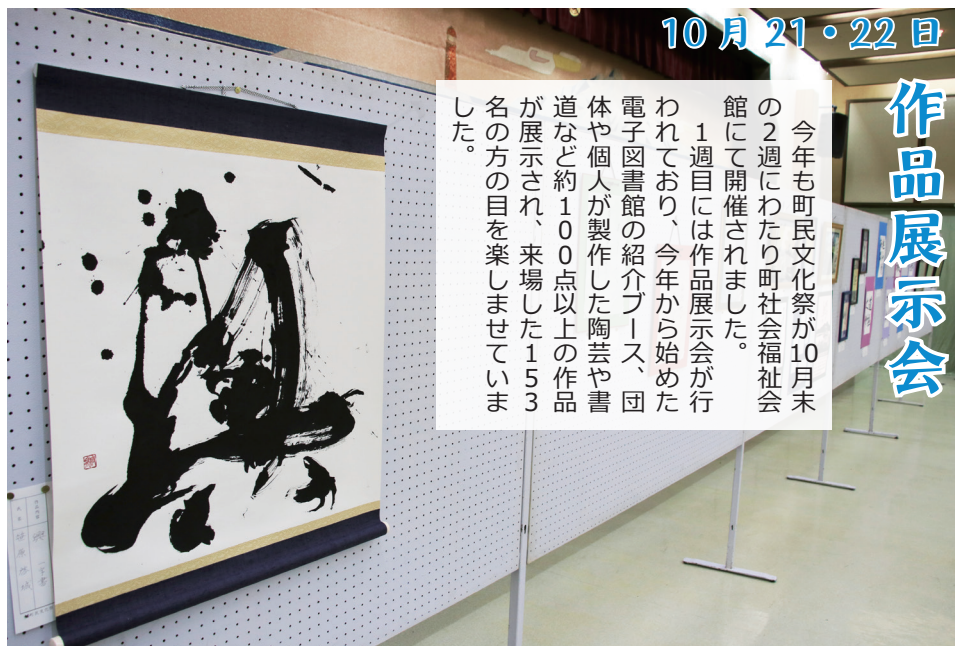 10月21・22日
作品展示会
今年も町民文化祭が10月末
の2週にわたり町社会福祉会
館にて開催されました。
1週目には作品展示会が行
われており、今年から始めた
電子図書館の紹介ブース、団
体や個人が製作した陶芸や書
道など約100点以上の作品
が展示され、来場した153
名の方の目を楽しませていま
した。